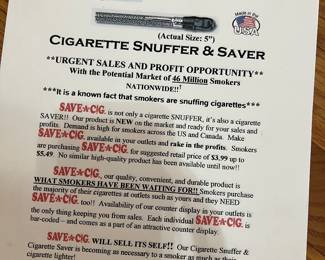 Made in the
USA
(Actual Size: 5")
CIGARETTE SNUFFER & SAVER
**URGENT SALES AND PROFIT OPPORTUNITY**
With the Potential Market of 46 Million Smokers
NATIONWIDE!!
***It is a known fact that smokers are snuffing cigarettes***
SAVE A CIG. is not only a cigarette SNUFFER, it's also a cigarette
SAVER!! Our product is NEW on the market and ready for your sales and
profits. Demand is high for smokers across the US and Canada. Make
SAVE A CIG. available in your outlets and rake in the profits. Smokers
are purchasing SAVE A CIG. for suggested retail price of $3.99 up to
$5.49. No similar high-quality product has been available until now!!
SAVE A CIG., our quality, convenient, and durable product is
WHAT SMOKERS HAVE BEEN WAITING FOR!! Smokers purchase
the majority of their cigarettes at outlets such as yours and they NEED
SAVE A CIG. too!! Availability of our counter display in your outlets is
the only thing keeping you from sales. Each individual SAVE A CIG. is
bar-coded – and comes as a part of an attractive counter display.
SAVE A CIG. WILL SELL ITS SELF!! Our Cigarette Snuffer &
Cigarette Saver is becoming as necessary to a smoker as much as their
cigarette lighter!